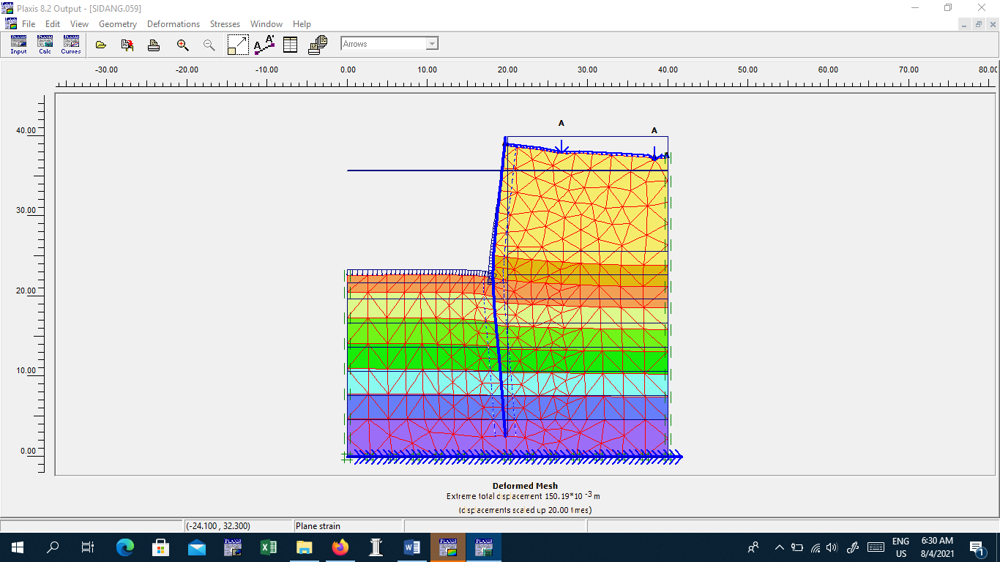 Plaxis 8.2 Output - [SIDANG.059]
File Edit View Geometry Deformations Stresses Window Help
Input Calc Curves Arrows
-30.00 -20.00 -10.00 0.00 10.00 20.00 30.00 40.00 50.00 60.00 70.00 80.00
40.00
30.00
20.00
10.00
0.00
A
A
A
Deformed Mesh
Extreme total displacement 150.19*10 -3 m
(displacements scaled up 20.00 times)
(-24.100 , 32.300) Plane strain
ENG
US
6:30 AM
8/4/2021
1